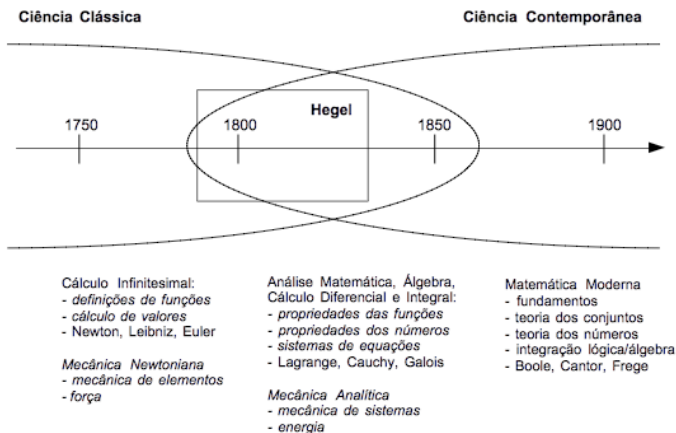 Ciência Clássica
Ciência Contemporânea
Hegel
1750
1800
1850
1900
Cálculo Infinitesimal:
- definições de funções
- cálculo de valores
- Newton, Leibniz, Euler
Mecânica Newtoniana
- mecânica de elementos
- força
Análise Matemática, Álgebra,
Cálculo Diferencial e Integral:
- propriedades das funções
- propriedades dos números
- sistemas de equações
- Lagrange, Cauchy, Galois
Mecânica Analítica
- mecânica de sistemas
- energia
Matemática Moderna
- fundamentos
- teoria dos conjuntos
- teoria dos números
- integração lógica/álgebra
- Boole, Cantor, Frege